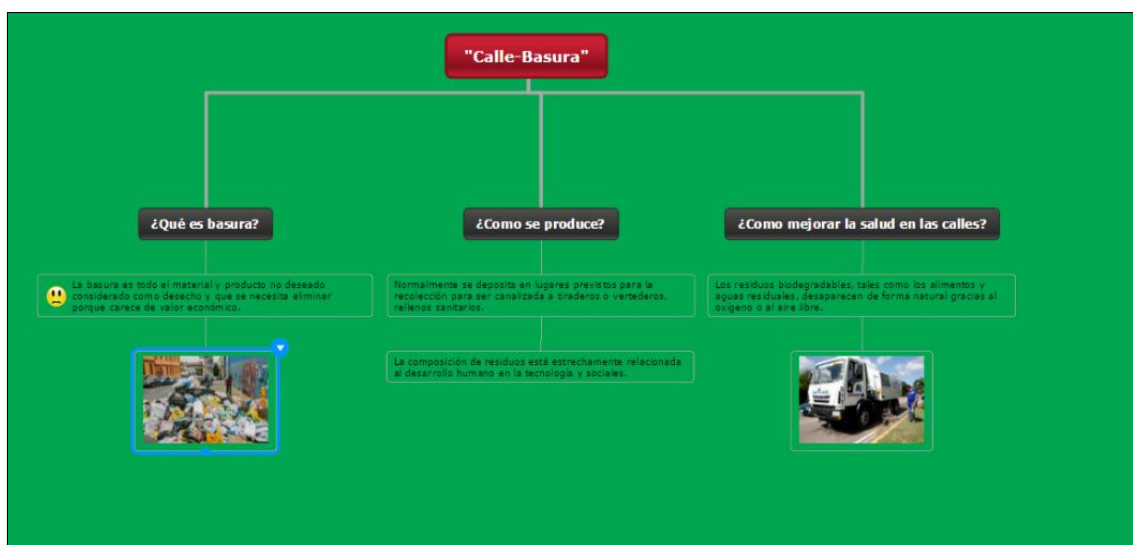 "Calle-Basura"
¿Qué es basura?
La basura es todo el material y producto no deseado
considerado como desecho y que se necesita eliminar
porque carece de valor económico.
¿Como se produce?
Normalmente se deposita en lugares previstos para la
recolección para ser canalizada a tiraderos o vertederos,
rellenos sanitarios.
La composición de residuos está estrechamente relacionada
al desarrollo humano en la tecnología y sociales.
¿Como mejorar la salud en las calles?
Los residuos biodegradables, tales como los alimentos y
aguas residuales, desaparecen de forma natural gracias al
oxígeno o al aire libre.